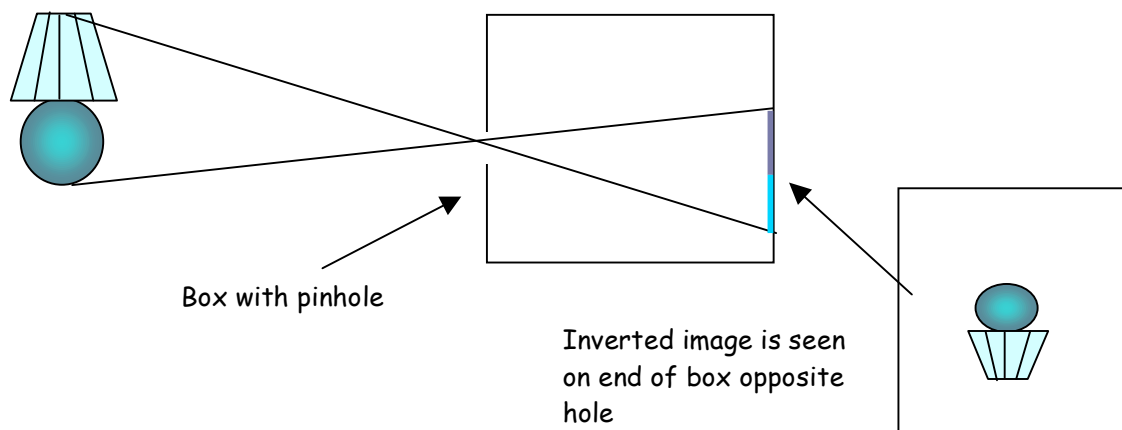 Box with pinhole
Inverted image is seen
on end of box opposite
hole